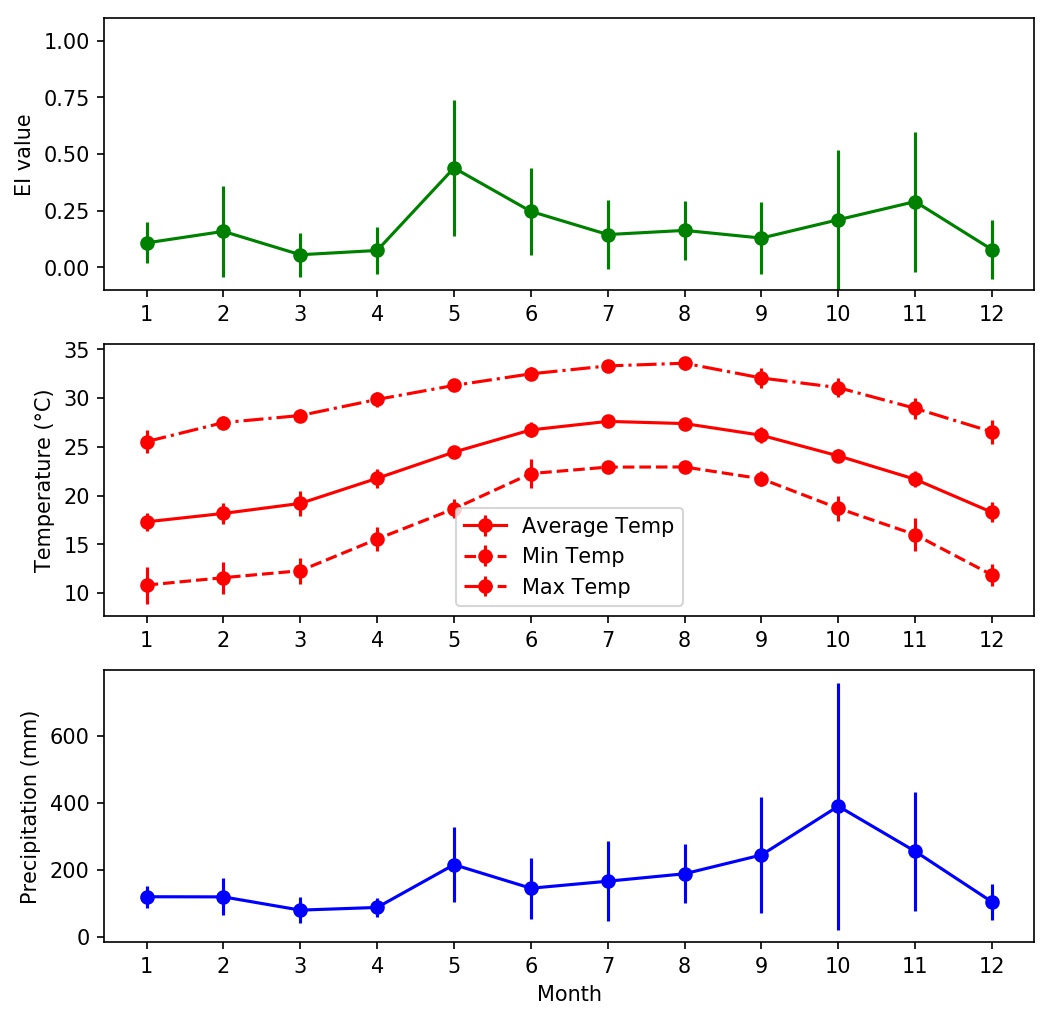 1.00
0.75
0.50
0.25
0.00
EI value
1 2 3 4 5 6 7 8 9 10 11 12
35
30
25
20
15
10
Temperature (°C)
Average Temp
Min Temp
Max Temp
1 2 3 4 5 6 7 8 9 10 11 12
600
400
200
0
Precipitation (mm)
1 2 3 4 5 6 7 8 9 10 11 12
Month